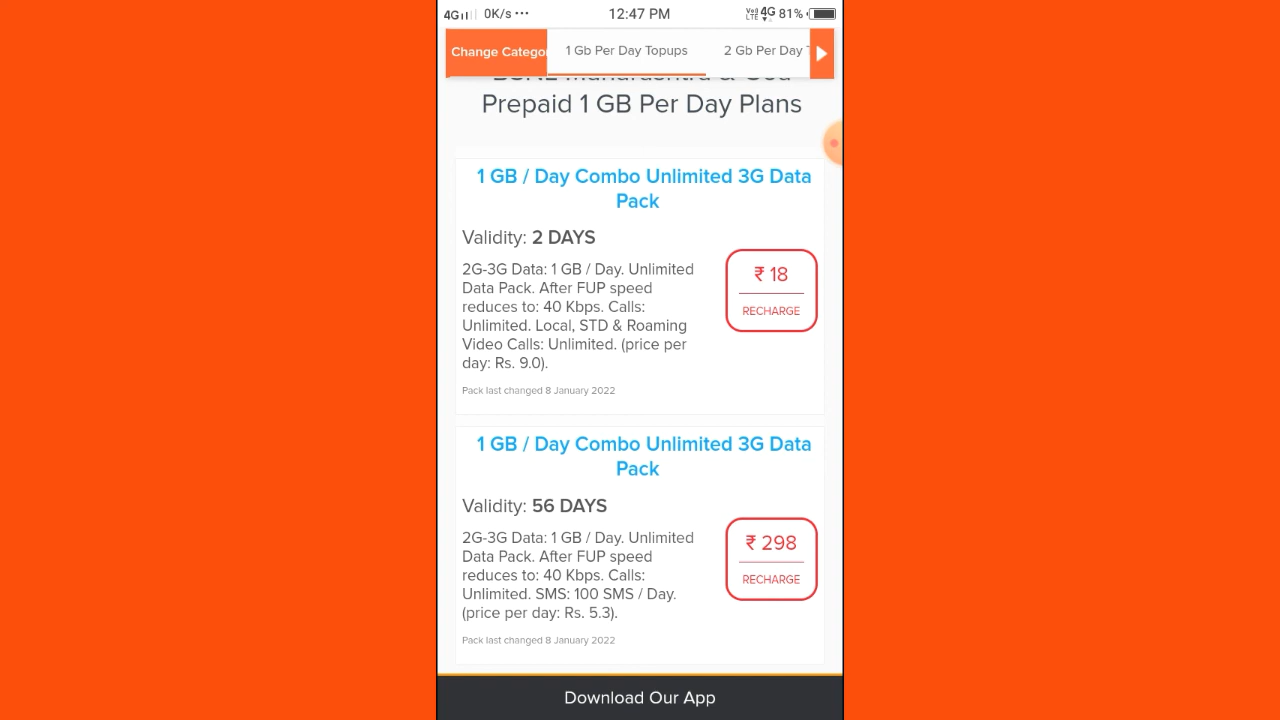 4G 0K/s ··· 12:47 PM VoD LTE 4G 81%
Change Catego 1 Gb Per Day Topups 2 Gb Per Day T
BSNL Maharashtra & Goa
Prepaid 1 GB Per Day Plans
1 GB / Day Combo Unlimited 3G Data
Pack
Validity: 2 DAYS
2G-3G Data: 1 GB / Day. Unlimited
Data Pack. After FUP speed
reduces to: 40 Kbps. Calls:
Unlimited. Local, STD & Roaming
Video Calls: Unlimited. (price per
day: Rs. 9.0).
₹ 18
RECHARGE
Pack last changed 8 January 2022
1 GB / Day Combo Unlimited 3G Data
Pack
Validity: 56 DAYS
2G-3G Data: 1 GB / Day. Unlimited
Data Pack. After FUP speed
reduces to: 40 Kbps. Calls:
Unlimited. SMS: 100 SMS / Day.
(price per day: Rs. 5.3).
₹ 298
RECHARGE
Pack last changed 8 January 2022
Download Our App